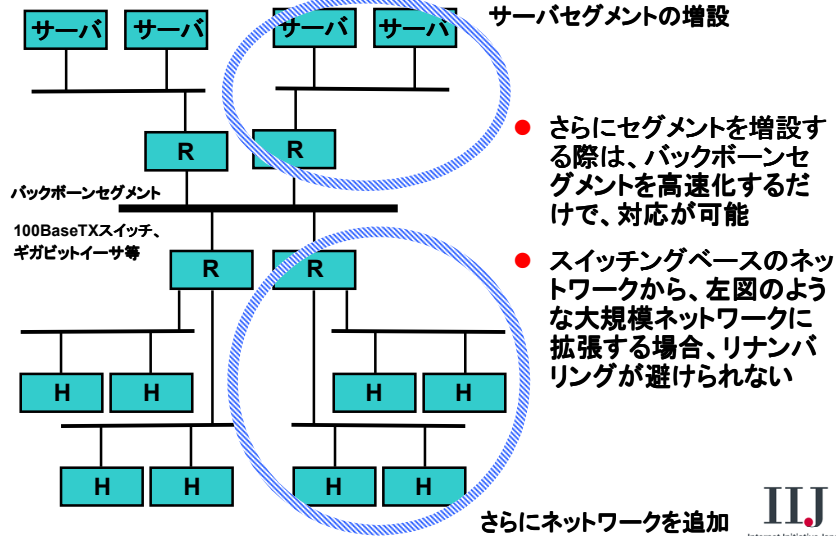 サーバセグメントの増設
サーバ サーバ サーバ サーバ
R R
バックボーンセグメント
100BaseTXスイッチ、
ギガビットイーサ等
R R
H H H H
H H H H
さらにセグメントを増設す
る際は、バックボーンセ
グメントを高速化するだ
けで、対応が可能
スイッチングベースのネッ
トワークから、左図のよう
な大規模ネットワークに
拡張する場合、リナンバ
リングが避けられない
さらにネットワークを追加
IIJ